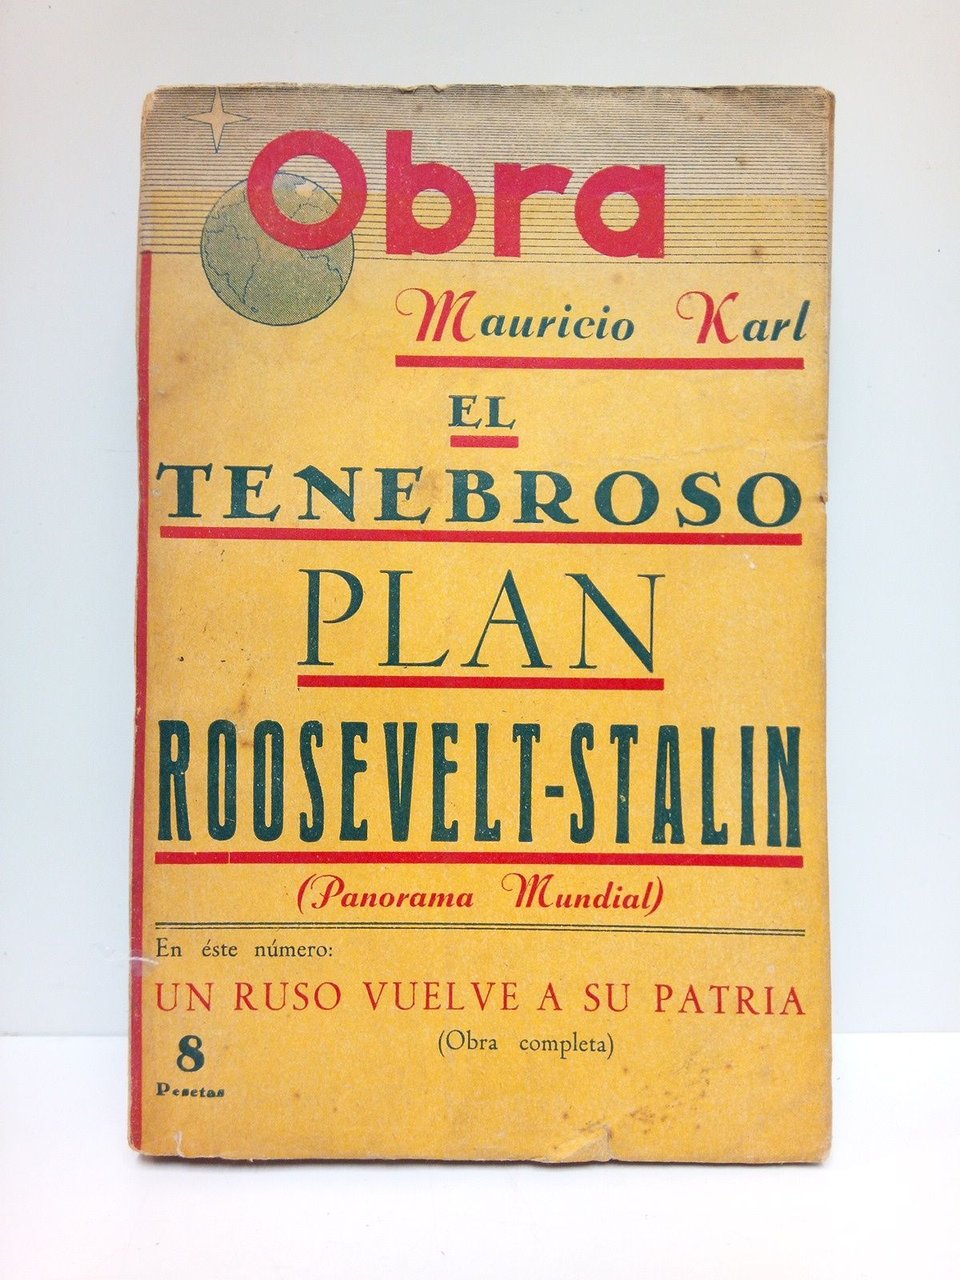 Obra
Mauricio Karl
EL
TENEBROSO
PLAN
ROOSEVELT-STALIN
(Panorama Mundial)
En éste número:
UN RUSO VUELVE A SU PATRIA
(Obra completa)
8
Pesetas